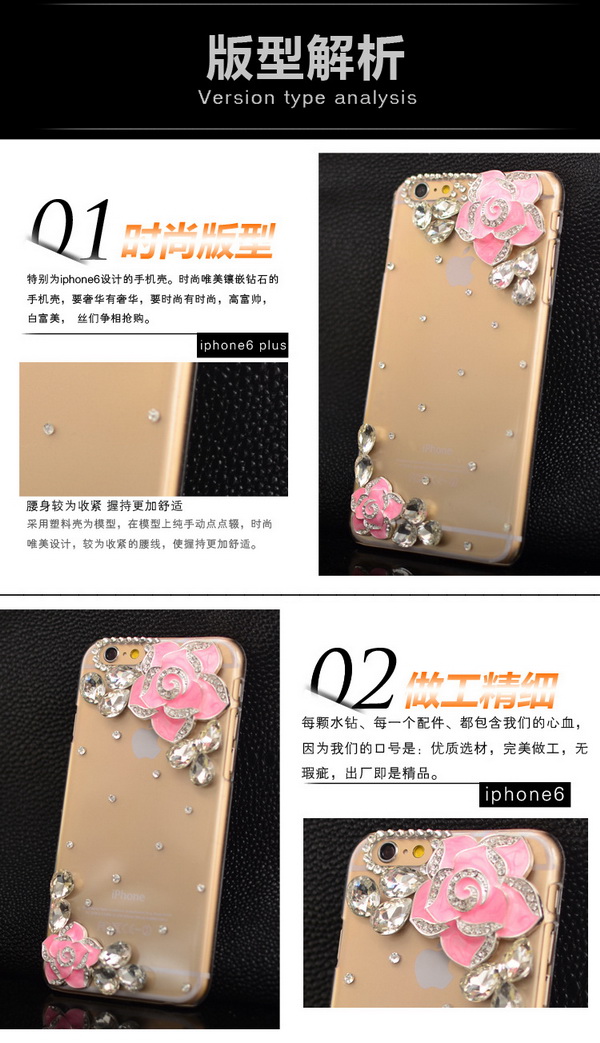 版型解析
Version type analysis
01 时尚版型
特别为iphone6设计的手机壳。时尚唯美镶嵌钻石的
手机壳，要奢华有奢华，要时尚有时尚，高富帅，
白富美， 丝们争相抢购。
iphone6 plus
腰身较为收紧 握持更加舒适
采用塑料壳为模型，在模型上纯手动点点辍，时尚
唯美设计，较为收紧的腰线，使握持更加舒适。
02 做工精细
每颗水钻、每一个配件、都包含我们的心血，
因为我们的口号是：优质选材，完美做工，无
瑕疵，出厂即是精品。
iphone6
iPhone